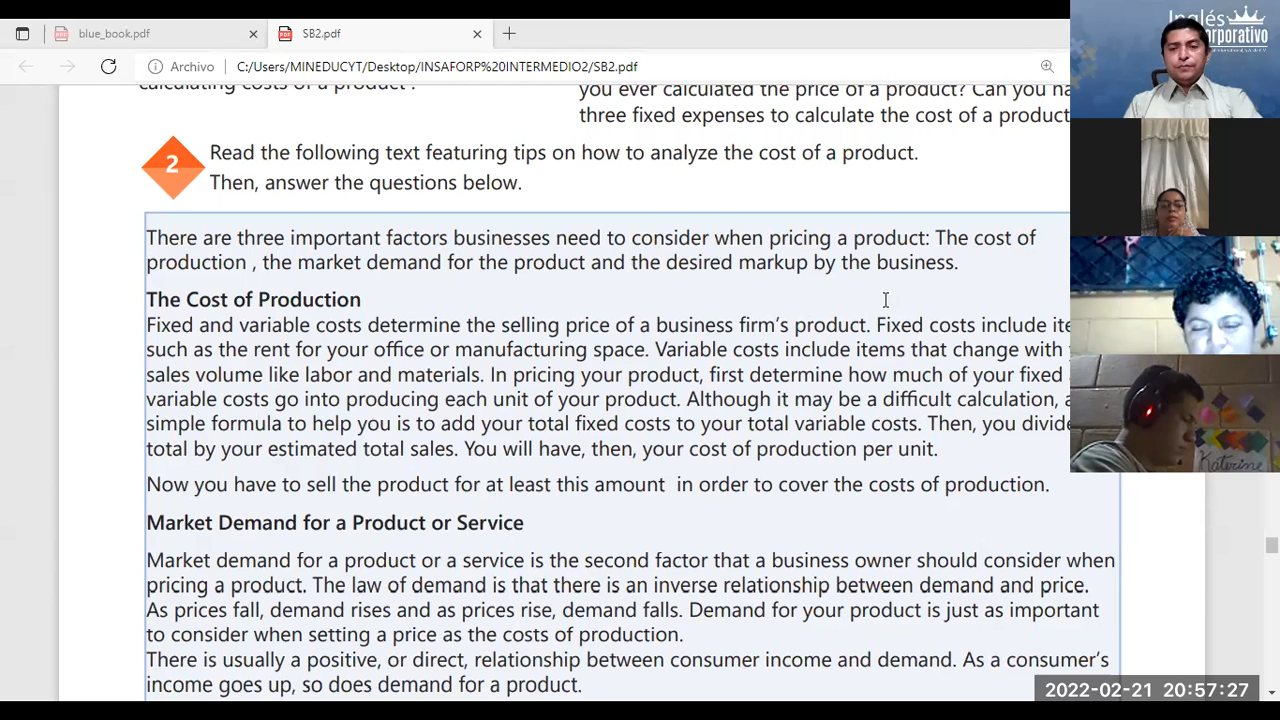 blue_book.pdf
SB2.pdf
Inglés
Corporativo
Archivo
C:/Users/MINEDUCYT/Desktop/INSAFORP%20INTERMEDIO2/SB2.pdf
calculating costs of a product .
you ever calculated the price of a product? Can you
three fixed expenses to calculate the cost of a product
2
Read the following text featuring tips on how to analyze the cost of a product.
Then, answer the questions below.
There are three important factors businesses need to consider when pricing a product: The cost of
production , the market demand for the product and the desired markup by the business.
The Cost of Production
Fixed and variable costs determine the selling price of a business firm's product. Fixed costs include
such as the rent for your office or manufacturing space. Variable costs include items that change with
sales volume like labor and materials. In pricing your product, first determine how much of your fixed
variable costs go into producing each unit of your product. Although it may be a difficult calculation,
simple formula to help you is to add your total fixed costs to your total variable costs. Then, you divide
total by your estimated total sales. You will have, then, your cost of production per unit.
Now you have to sell the product for at least this amount in order to cover the costs of production.
Market Demand for a Product or Service
Market demand for a product or a service is the second factor that a business owner should consider when
pricing a product. The law of demand is that there is an inverse relationship between demand and price.
As prices fall, demand rises and as prices rise, demand falls. Demand for your product is just as important
to consider when setting a price as the costs of production.
There is usually a positive, or direct, relationship between consumer income and demand. As a consumer's
income goes up, so does demand for a product.
Katerine
2022-02-21 20:57:27